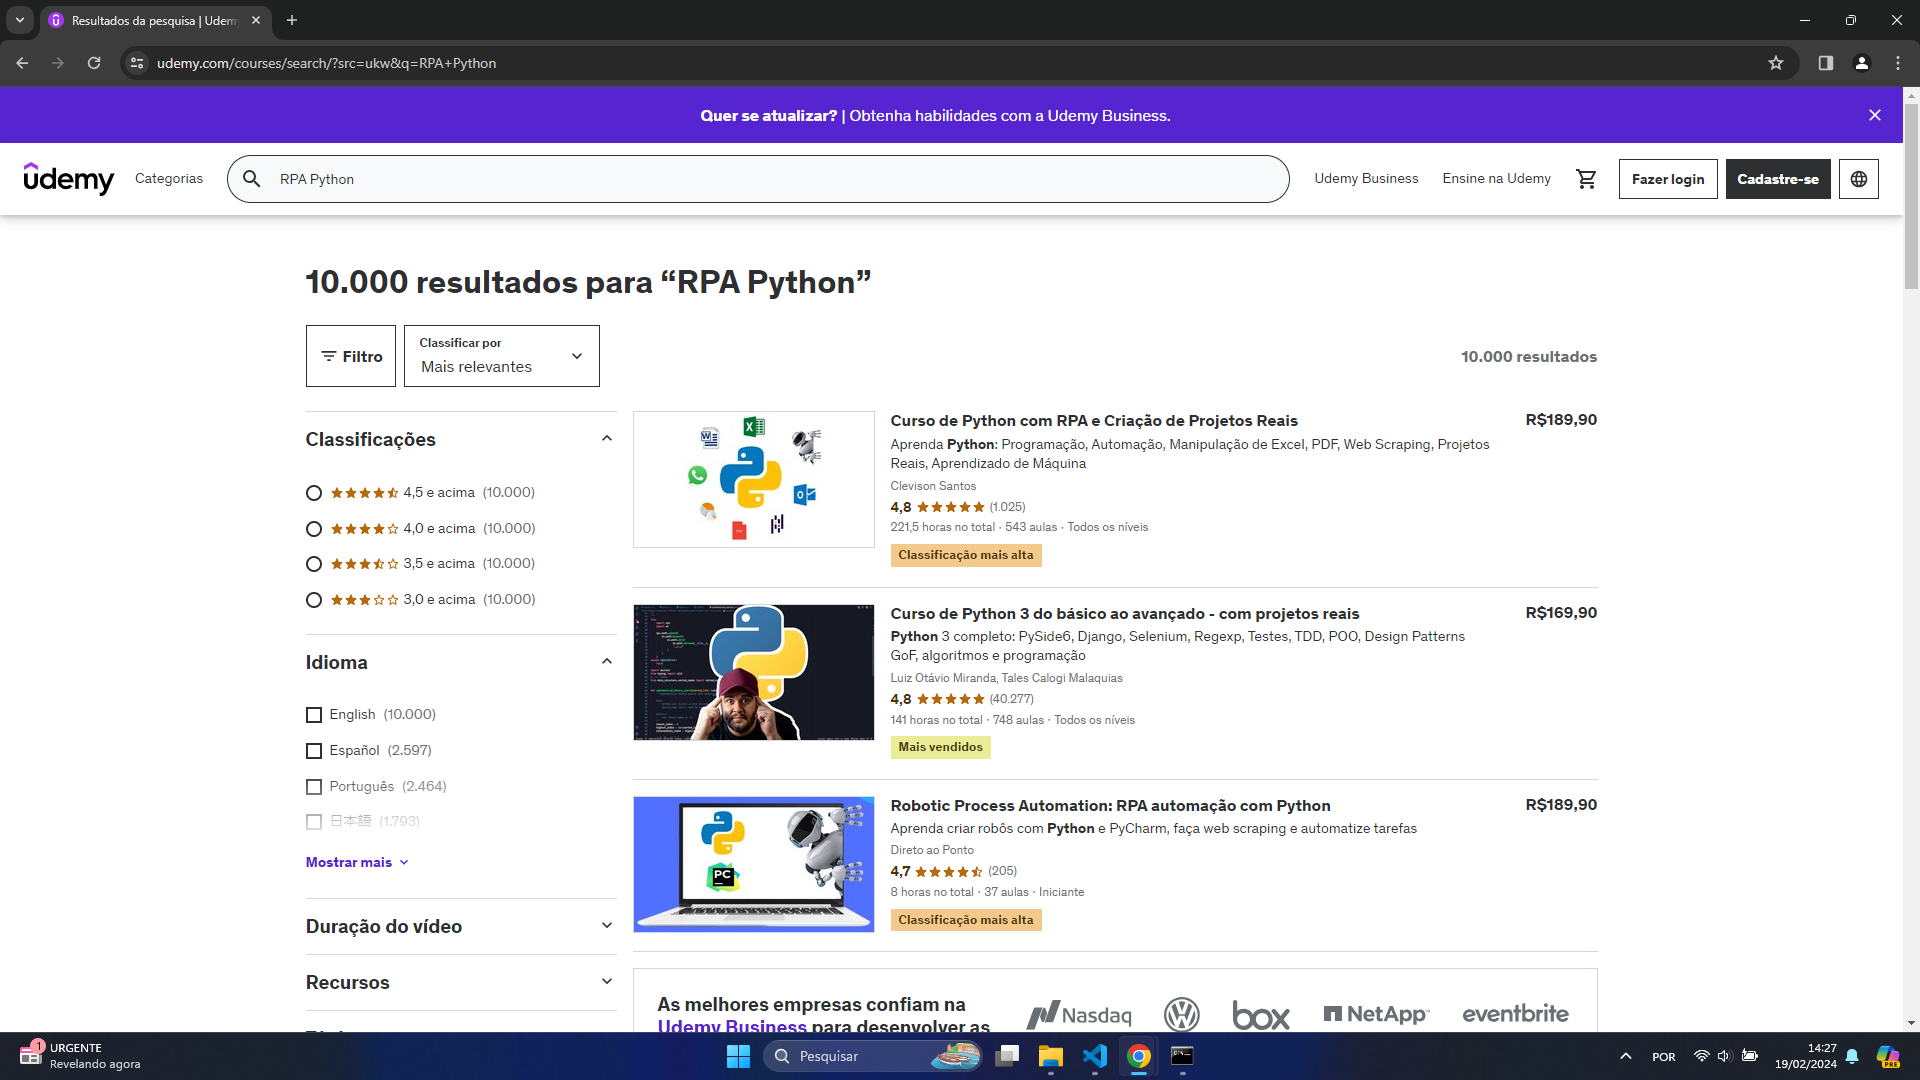 Resultados da pesquisa | Udem
udemy.com/courses/search/?src=ukw&q=RPA+Python
Quer se atualizar? | Obtenha habilidades com a Udemy Business.
udemy
Categorias
RPA Python
Udemy Business
Ensine na Udemy
Fazer login
Cadastre-se
10.000 resultados para “RPA Python”
Filtro
Classificar por
Mais relevantes
10.000 resultados
Classificações
4,5 e acima (10.000)
4,0 e acima (10.000)
3,5 e acima (10.000)
3,0 e acima (10.000)
Idioma
English (10.000)
Español (2.597)
Português (2.464)
日本語 (1.793)
Mostrar mais
Duração do vídeo
Recursos
Curso de Python com RPA e Criação de Projetos Reais
R$189,90
Aprenda Python: Programação, Automação, Manipulação de Excel, PDF, Web Scraping, Projetos
Reais, Aprendizado de Máquina
Clevison Santos
4,8 (1.025)
221,5 horas no total · 543 aulas · Todos os níveis
Classificação mais alta
Curso de Python 3 do básico ao avançado - com projetos reais
R$169,90
Python 3 completo: PySide6, Django, Selenium, Regexp, Testes, TDD, POO, Design Patterns
GoF, algoritmos e programação
Luiz Otávio Miranda, Tales Calogi Malaquias
4,8 (40.277)
141 horas no total · 748 aulas · Todos os níveis
Mais vendidos
PC
Robotic Process Automation: RPA automação com Python
R$189,90
Aprenda criar robôs com Python e PyCharm, faça web scraping e automatize tarefas
Direto ao Ponto
4,7 (205)
8 horas no total · 37 aulas · Iniciante
Classificação mais alta
As melhores empresas confiam na
Udemy Business para desenvolver as
Nasdaq
box
NetApp
eventbrite
1
URGENTE
Revelando agora
Pesquisar
POR
14:27
19/02/2024
PRE